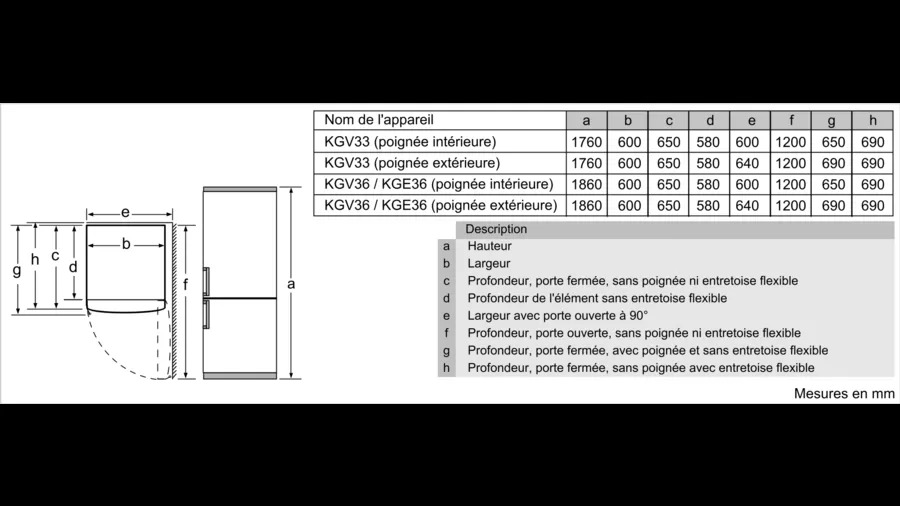 Nom de l'appareil a b c d e f g h
KGV33 (poignée intérieure) 1760 600 650 580 600 1200 650 690
KGV33 (poignée extérieure) 1760 600 650 580 640 1200 690 690
KGV36 / KGE36 (poignée intérieure) 1860 600 650 580 600 1200 650 690
KGV36 / KGE36 (poignée extérieure) 1860 600 650 580 640 1200 690 690
Description
a Hauteur
b Largeur
c Profondeur, porte fermée, sans poignée ni entretoise flexible
d Profondeur de l'élément sans entretoise flexible
e Largeur avec porte ouverte à 90°
f Profondeur, porte ouverte, sans poignée ni entretoise flexible
g Profondeur, porte fermée, avec poignée et sans entretoise flexible
h Profondeur, porte fermée, sans poignée avec entretoise flexible
Mesures en mm
e
b
g h c d f a